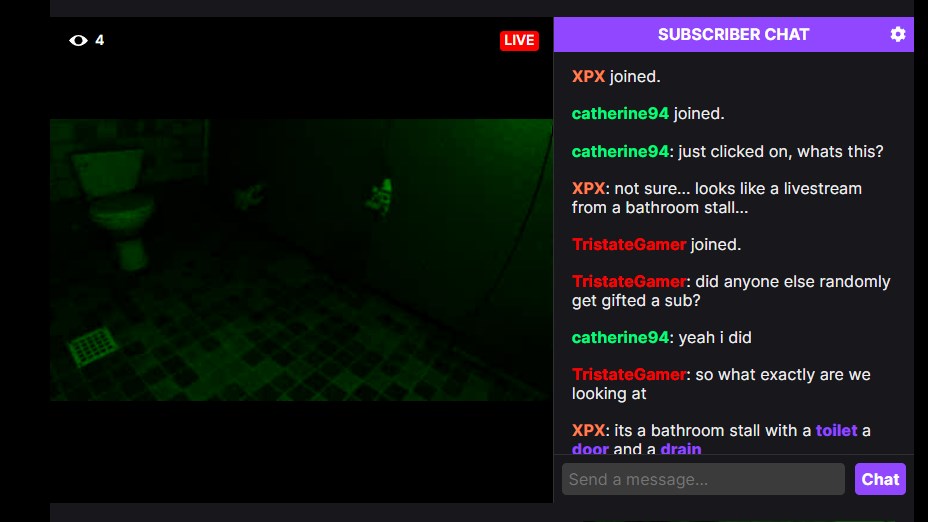 4
LIVE
SUBSCRIBER CHAT
XPX joined.
catherine94 joined.
catherine94: just clicked on, whats this?
XPX: not sure... looks like a livestream
from a bathroom stall...
TristateGamer joined.
TristateGamer: did anyone else randomly
get gifted a sub?
catherine94: yeah i did
TristateGamer: so what exactly are we
looking at
XPX: its a bathroom stall with a toilet a
door and a drain
Send a message...
Chat